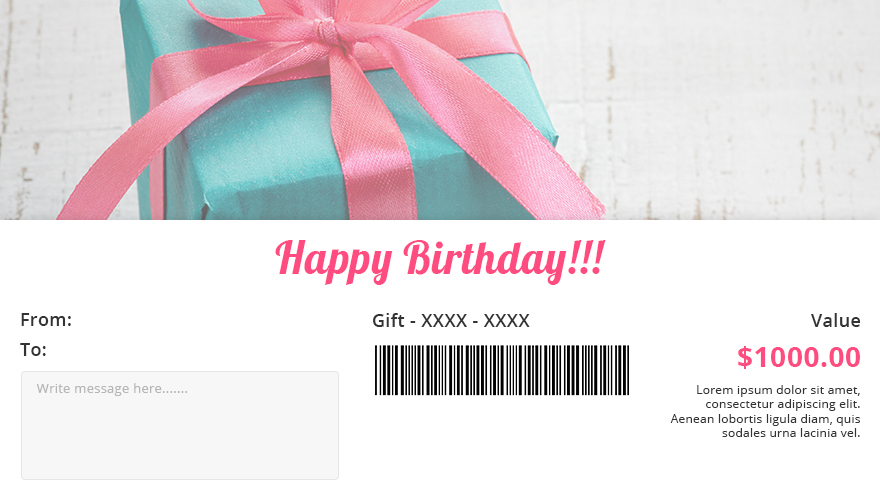 Happy Birthday!!!
From:
To:
Write message here.......
Gift - XXXX - XXXX
Value
$1000.00
Lorem ipsum dolor sit amet,
consectetur adipiscing elit.
Aenean lobortis ligula diam, quis
sodales urna lacinia vel.